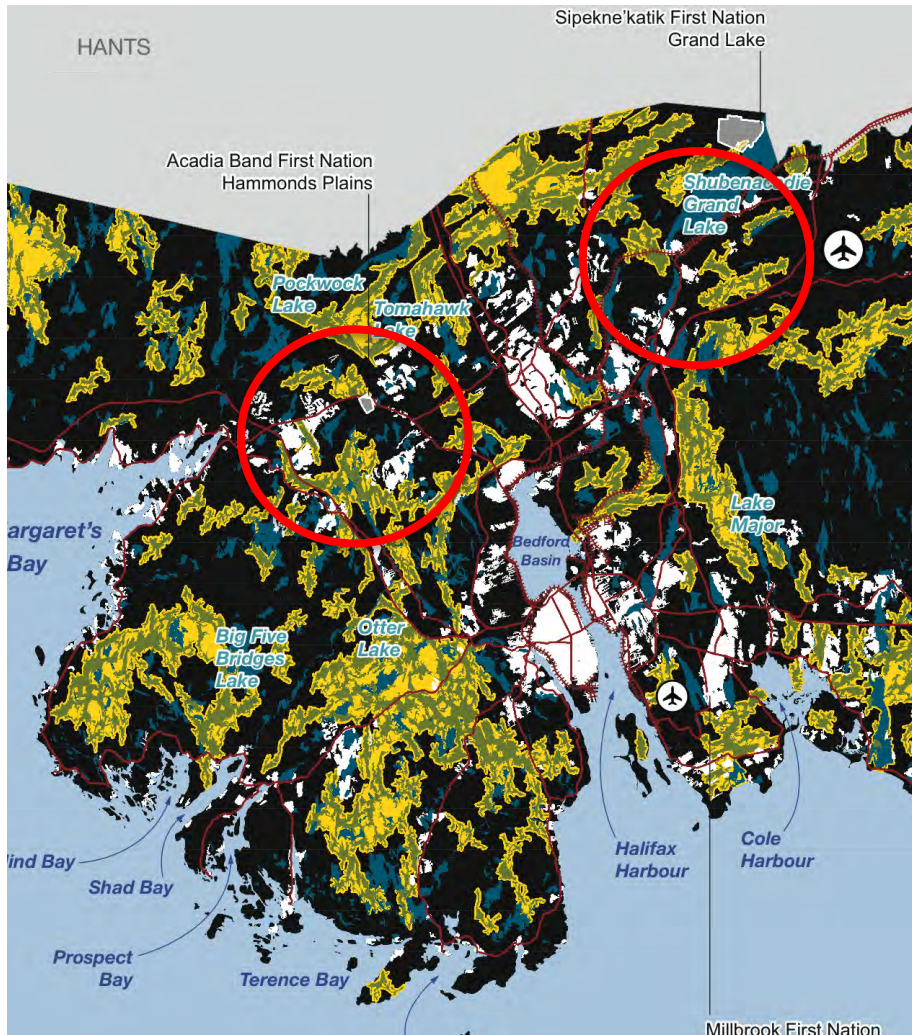 Sipekne'katik First Nation
Grand Lake
HANTS
Acadia Band First Nation
Hammonds Plains
Shubenacadie
Grand
Lake
Pockwock
Lake
Tomahawk
Lake
argaret's
Bay
Lake
Major
Bedford
Basin
Big Five
Bridges
Lake
Otter
Lake
ind Bay
Shad Bay
Prospect
Bay
Terence Bay
Halifax
Harbour
Cole
Harbour
Millbrook First Nation